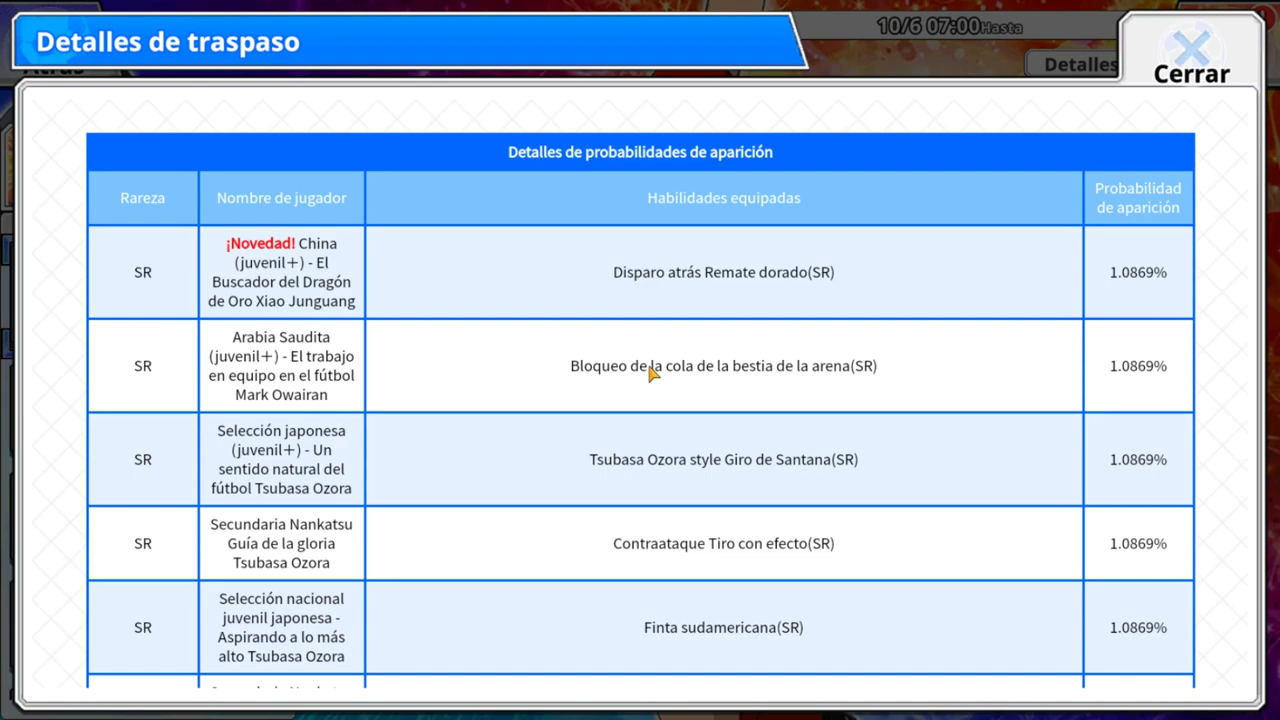 Detalles de traspaso
10/6 07:00Hasta
Detalles
Cerrar
Atrás
Detalles de probabilidades de aparición
Rareza
Nombre de jugador
Habilidades equipadas
Probabilidad
de aparición
SR
¡Novedad! China
(juvenil+) - El
Buscador del Dragón
de Oro Xiao Junguang
Disparo atrás Remate dorado(SR)
1.0869%
SR
Arabia Saudita
(juvenil+) - El trabajo
en equipo en el fútbol
Mark Owairan
Bloqueo de la cola de la bestia de la arena(SR)
1.0869%
SR
Selección japonesa
(juvenil+) - Un
sentido natural del
fútbol Tsubasa Ozora
Tsubasa Ozora style Giro de Santana(SR)
1.0869%
SR
Secundaria Nankatsu
Guía de la gloria
Tsubasa Ozora
Contraataque Tiro con efecto(SR)
1.0869%
SR
Selección nacional
juvenil japonesa -
Aspirando a lo más
alto Tsubasa Ozora
Finta sudamericana(SR)
1.0869%